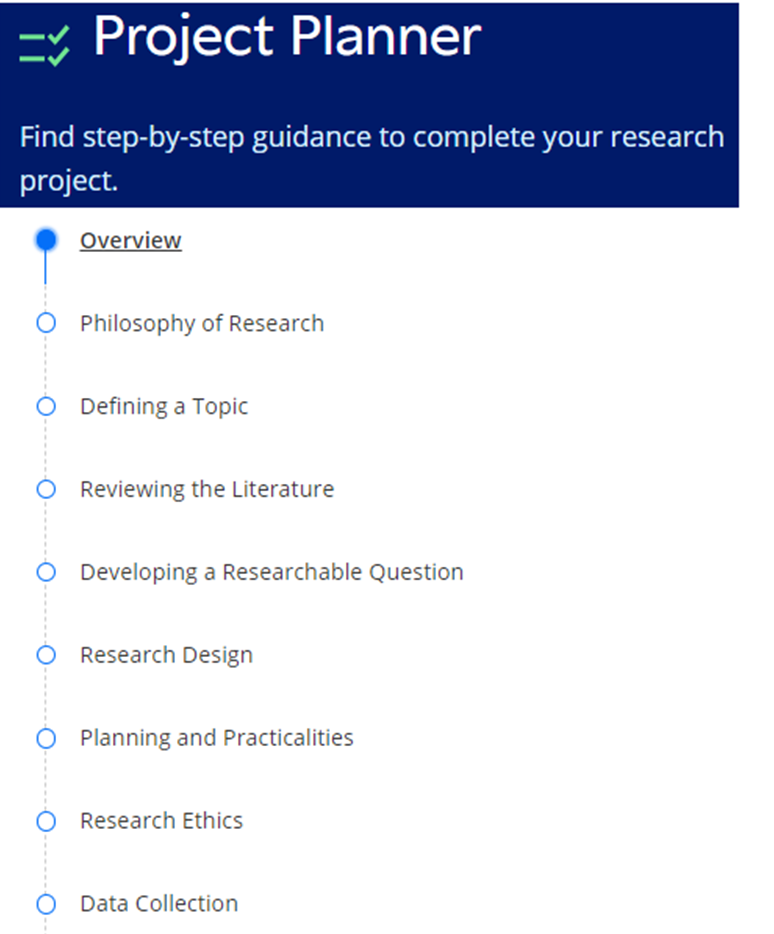 Project Planner
Find step-by-step guidance to complete your research
project.
Overview
Philosophy of Research
Defining a Topic
Reviewing the Literature
Developing a Researchable Question
Research Design
Planning and Practicalities
Research Ethics
Data Collection